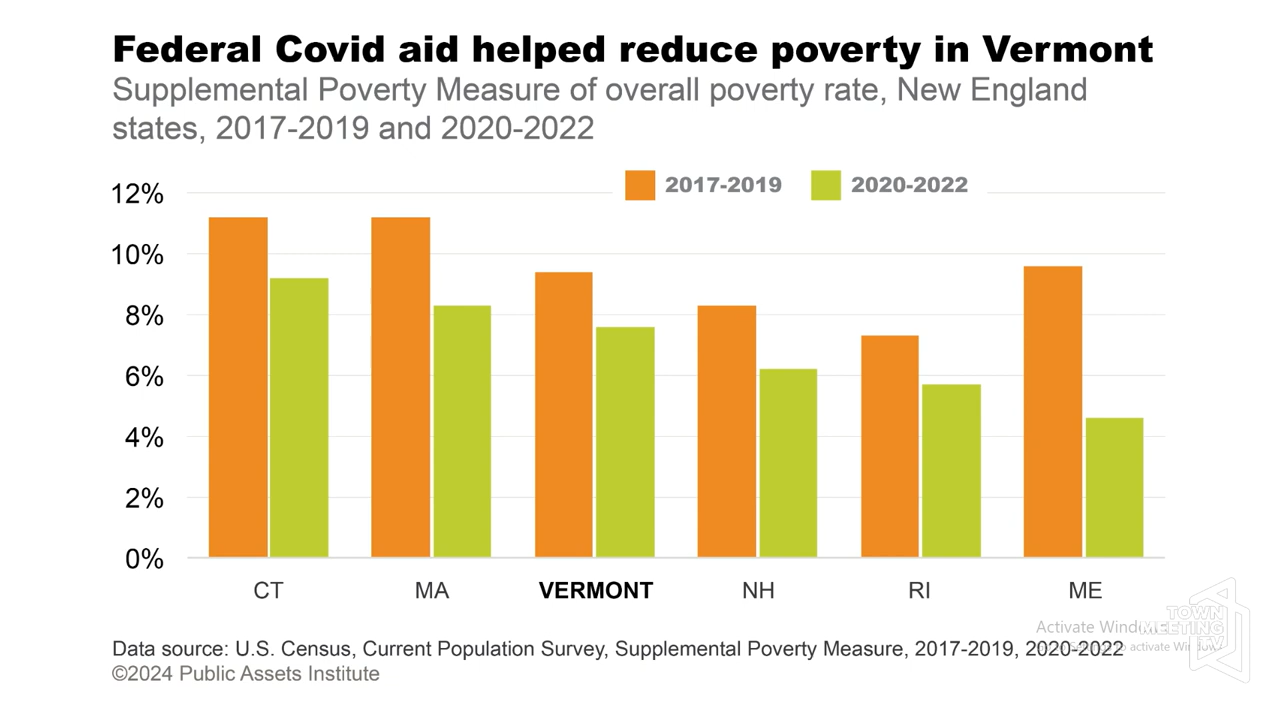 Federal Covid aid helped reduce poverty in Vermont
Supplemental Poverty Measure of overall poverty rate, New England
states, 2017-2019 and 2020-2022
2017-2019 2020-2022
12%
10%
8%
6%
4%
2%
0%
CT MA VERMONT NH RI ME
Activate Windows
TOWN
MEETING
TV
to activate Windows
Data source: U.S. Census, Current Population Survey, Supplemental Poverty Measure, 2017-2019, 2020-2022
©2024 Public Assets Institute